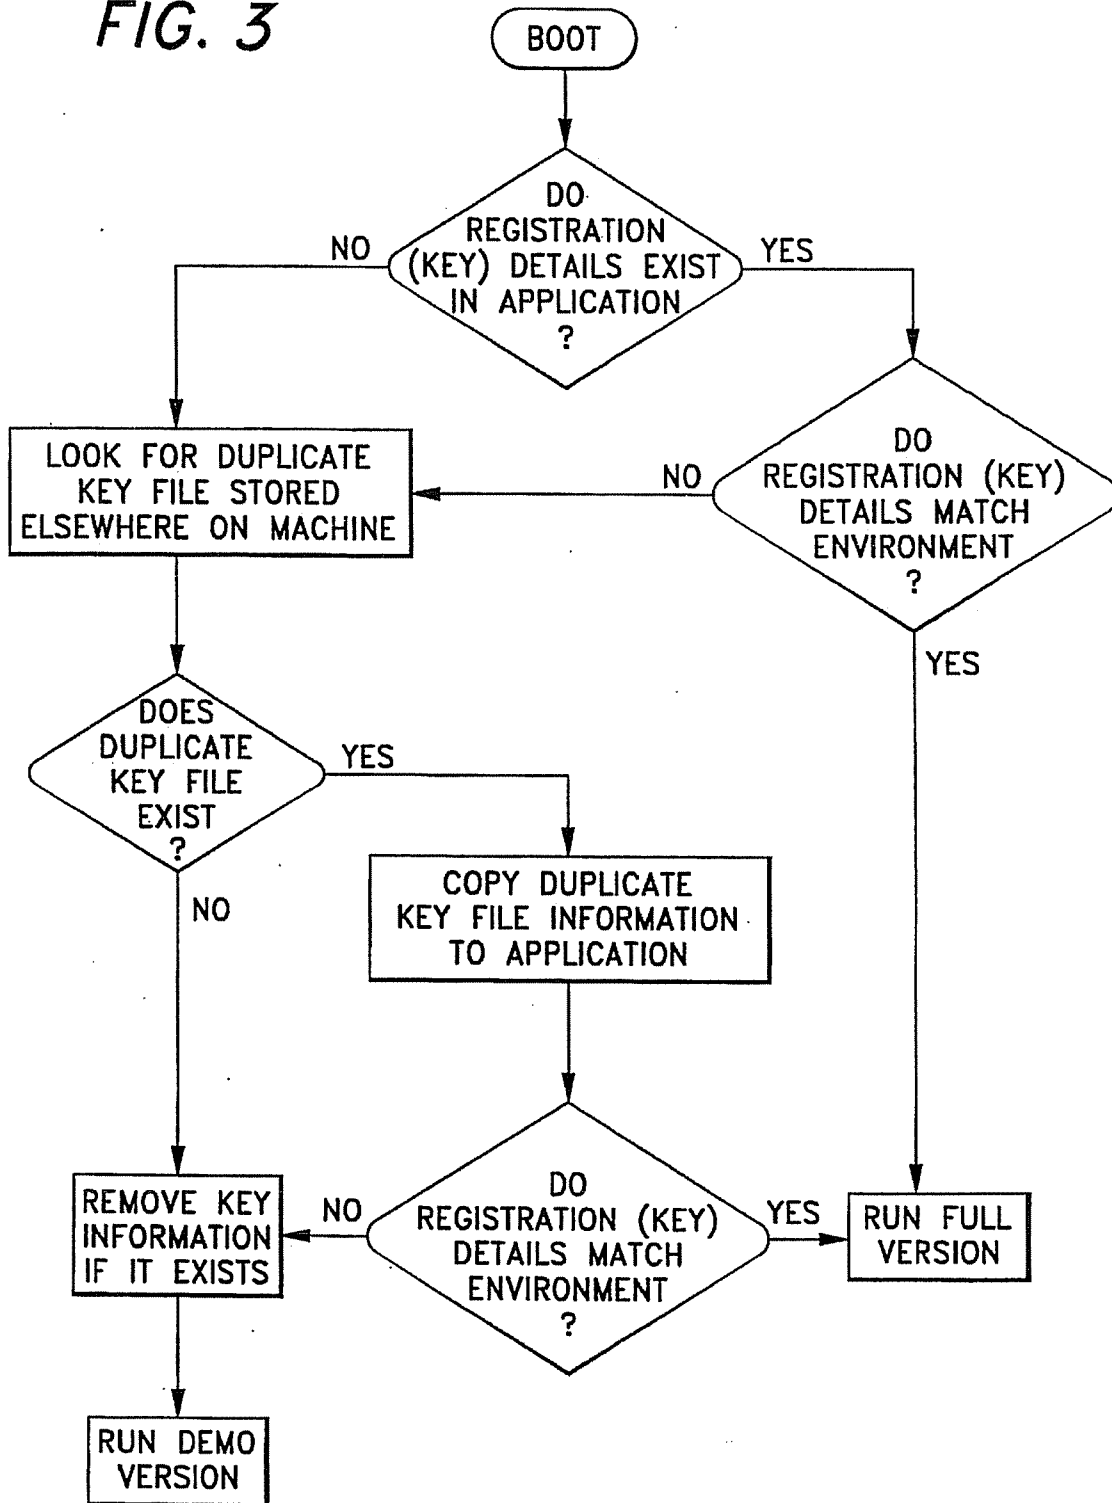 FIG. 3
BOOT
DO
REGISTRATION
(KEY) DETAILS EXIST
IN APPLICATION
?
NO
YES
LOOK FOR DUPLICATE
KEY FILE STORED
ELSEWHERE ON MACHINE
NO
DO
REGISTRATION (KEY)
DETAILS MATCH
ENVIRONMENT
?
YES
DOES
DUPLICATE
KEY FILE
EXIST
?
YES
NO
COPY DUPLICATE
KEY FILE INFORMATION
TO APPLICATION
REMOVE KEY
INFORMATION
IF IT EXISTS
NO
DO
REGISTRATION (KEY)
DETAILS MATCH
ENVIRONMENT
?
YES
RUN FULL
VERSION
RUN DEMO
VERSION